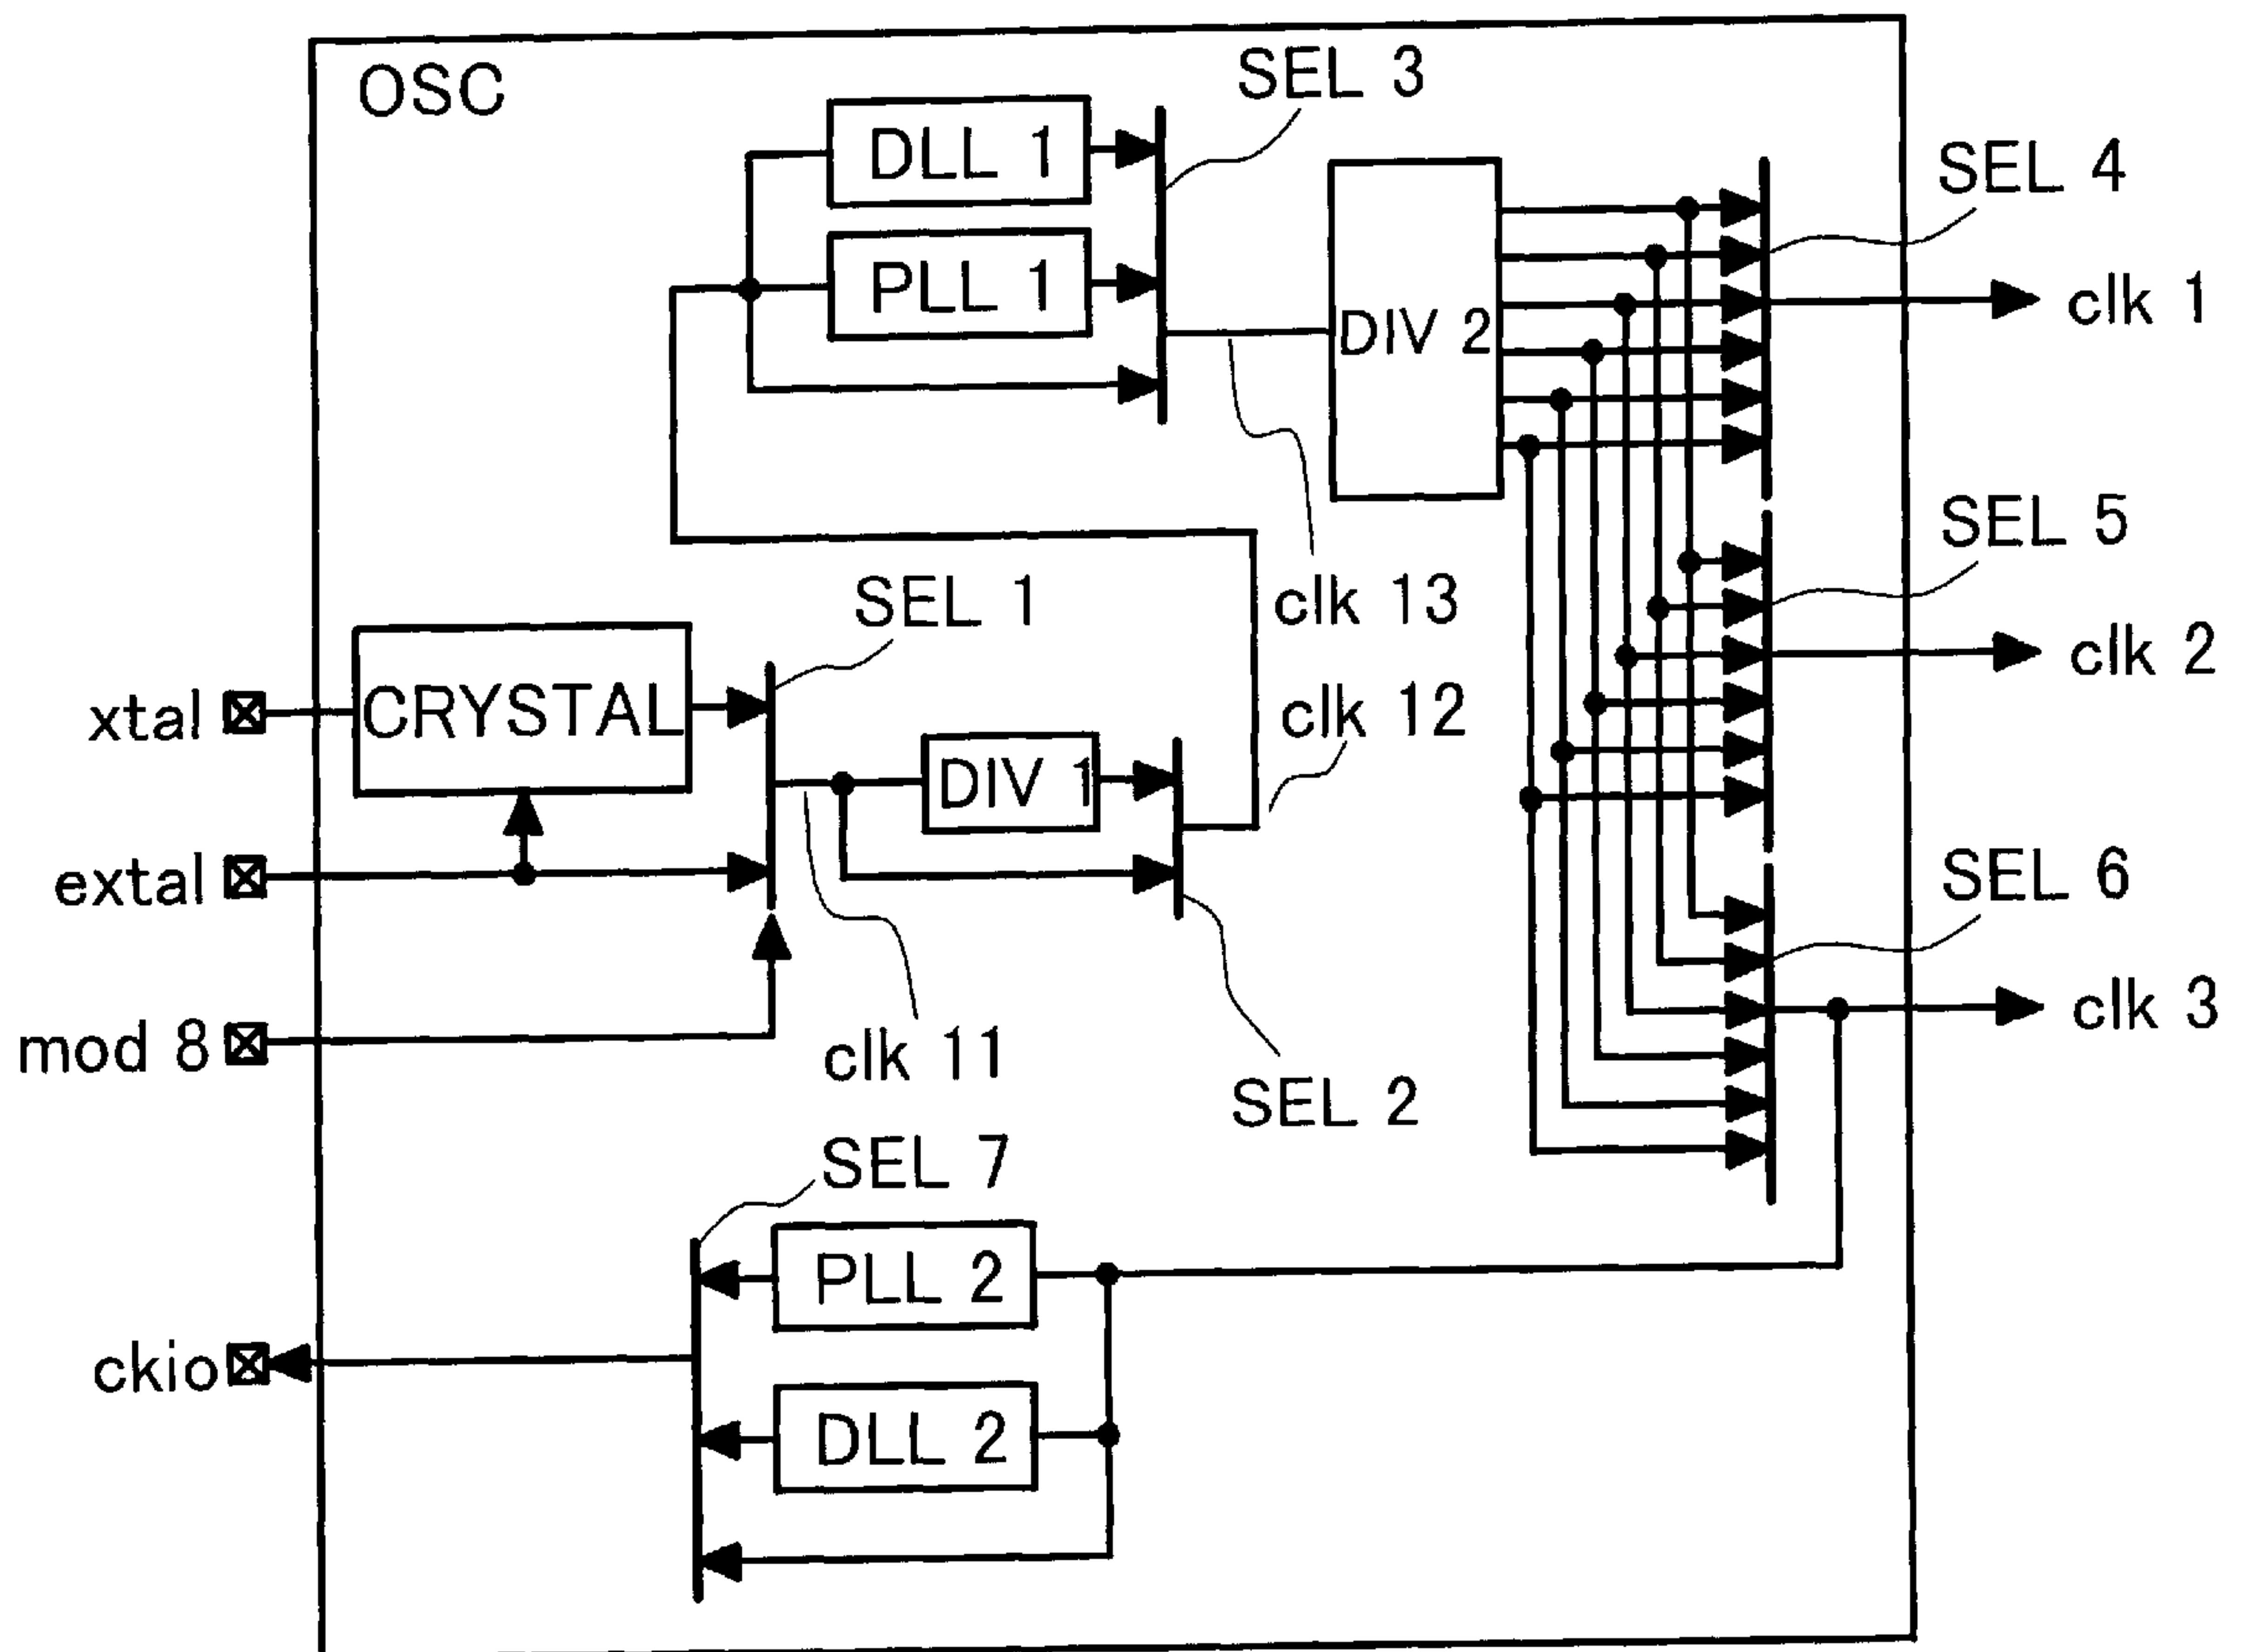 OSC
SEL 3
DLL 1
SEL 4
PLL 1
clk 1
DIV 2
SEL 5
SEL 1
clk 13
clk 2
xtal
CRYSTAL
clk 12
DIV 1
extal
SEL 6
mod 8
clk 11
clk 3
SEL 2
SEL 7
PLL 2
ckio
DLL 2